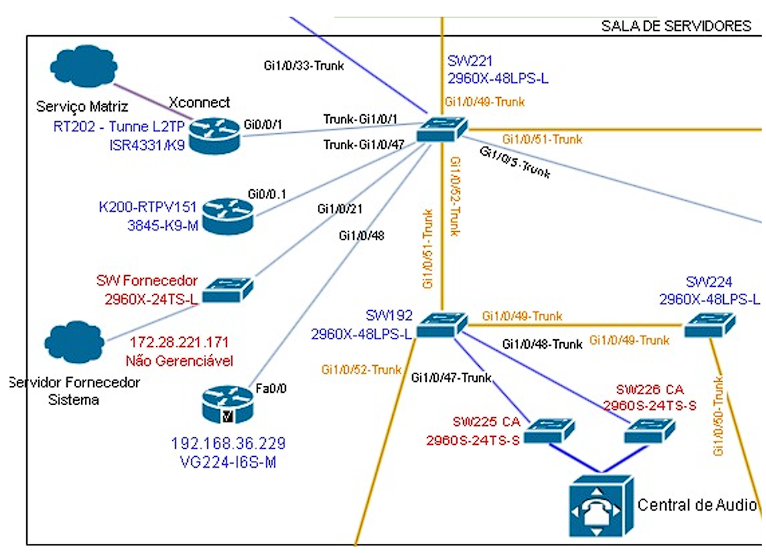 SALA DE SERVIDORES
Gi1/0/33-Trunk
SW221
2960X-48LPS-L
Gi1/0/49-Trunk
Serviço Matriz
Xconnect
RT202 - Tunne L2TP
ISR4331/K9
Gi0/0/1
Trunk-Gi1/0/1
Trunk-Gi1/0/47
Gi1/0/51-Trunk
Gi1/0/5-Trunk
Gi1/0/52-Trunk
K200-RTPV151
3845-K9-M
Gi0/0.1
Gi1/0/21
Gi1/0/48
Gi1/0/51-Trunk
SW Fornecedor
2960X-24TS-L
SW224
2960X-48LPS-L
SW192
2960X-48LPS-L
Gi1/0/49-Trunk
Gi1/0/48-Trunk
Gi1/0/49-Trunk
172.28.221.171
Não Gerenciável
Servidor Fornecedor
Sistema
Gi1/0/52-Trunk
Gi1/0/47-Trunk
Fa0/0
V
SW226 CA
2960S-24TS-S
SW225 CA
2960S-24TS-S
Gi1/0/50-Trunk
192.168.36.229
VG224-I6S-M
Central de Audio